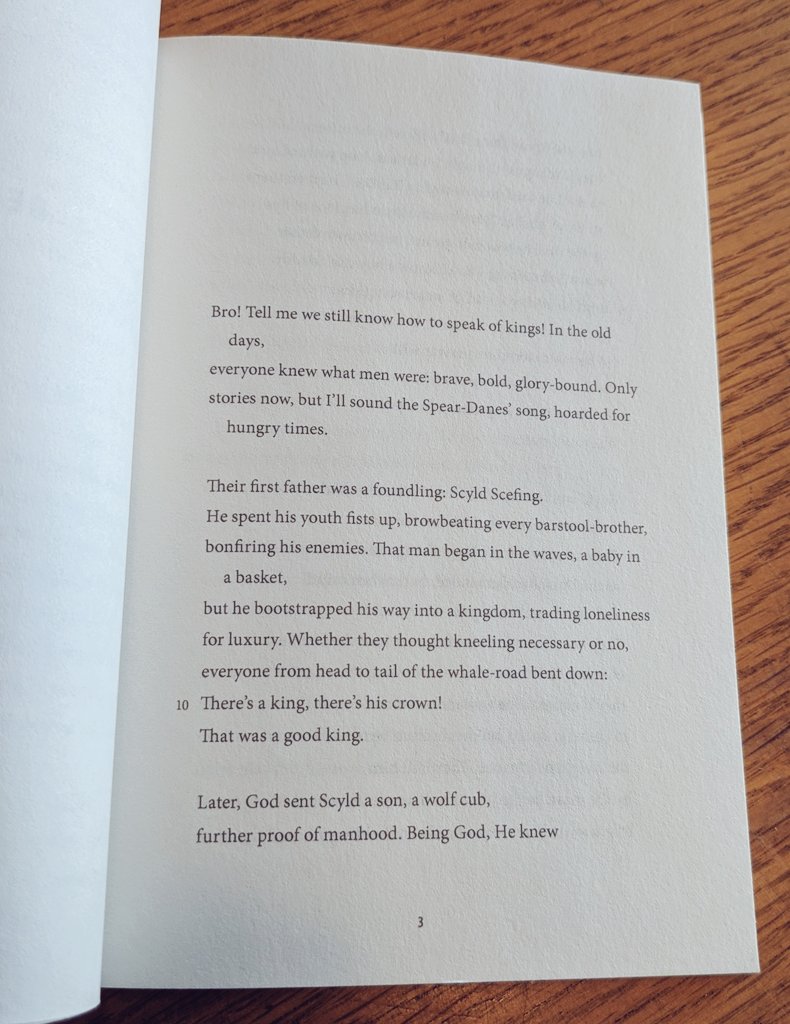 Bro! Tell me we still know how to speak of kings! In the old
days,
everyone knew what men were: brave, bold, glory-bound. Only
stories now, but I'll sound the Spear-Danes' song, hoarded for
hungry times.
Their first father was a foundling: Scyld Scefing.
He spent his youth fists up, browbeating every barstool-brother,
bonfiring his enemies. That man began in the waves, a baby in
a basket,
but he bootstrapped his way into a kingdom, trading loneliness
for luxury. Whether they thought kneeling necessary or no,
everyone from head to tail of the whale-road bent down:
10 There's a king, there's his crown!
That was a good king.
Later, God sent Scyld a son, a wolf cub,
further proof of manhood. Being God, He knew
3